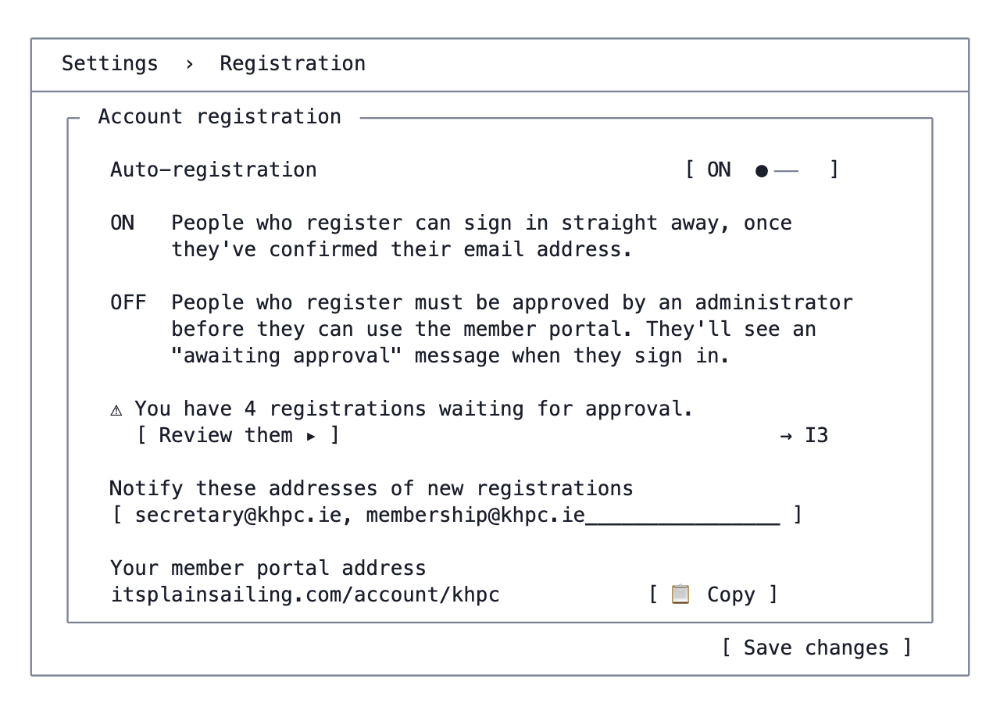 Settings › Registration
Account registration
Auto-registration [ ON ●— ]
ON People who register can sign in straight away, once
they've confirmed their email address.
OFF People who register must be approved by an administrator
before they can use the member portal. They'll see an
"awaiting approval" message when they sign in.
⚠ You have 4 registrations waiting for approval.
[ Review them ▸ ] → I3
Notify these addresses of new registrations
[ secretary@khpc.ie, membership@khpc.ie________________ ]
Your member portal address
itsplainsailing.com/account/khpc [ 📋 Copy ]
[ Save changes ]